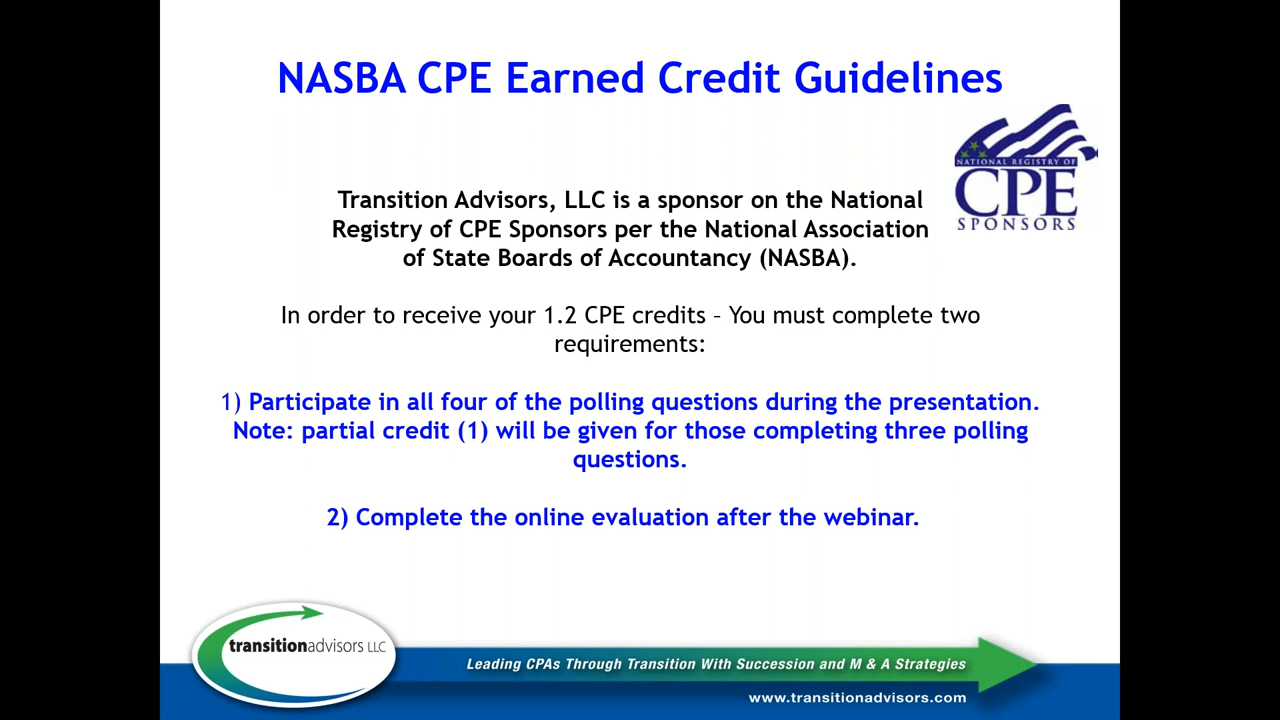 NASBA CPE Earned Credit Guidelines
NATIONAL REGISTRY OF
CPE
SPONSORS
Transition Advisors, LLC is a sponsor on the National
Registry of CPE Sponsors per the National Association
of State Boards of Accountancy (NASBA).
In order to receive your 1.2 CPE credits – You must complete two
requirements:
1) Participate in all four of the polling questions during the presentation.
Note: partial credit (1) will be given for those completing three polling
questions.
2) Complete the online evaluation after the webinar.
transitionadvisors LLC
Leading CPAs Through Transition With Succession and M & A Strategies
www.transitionadvisors.com